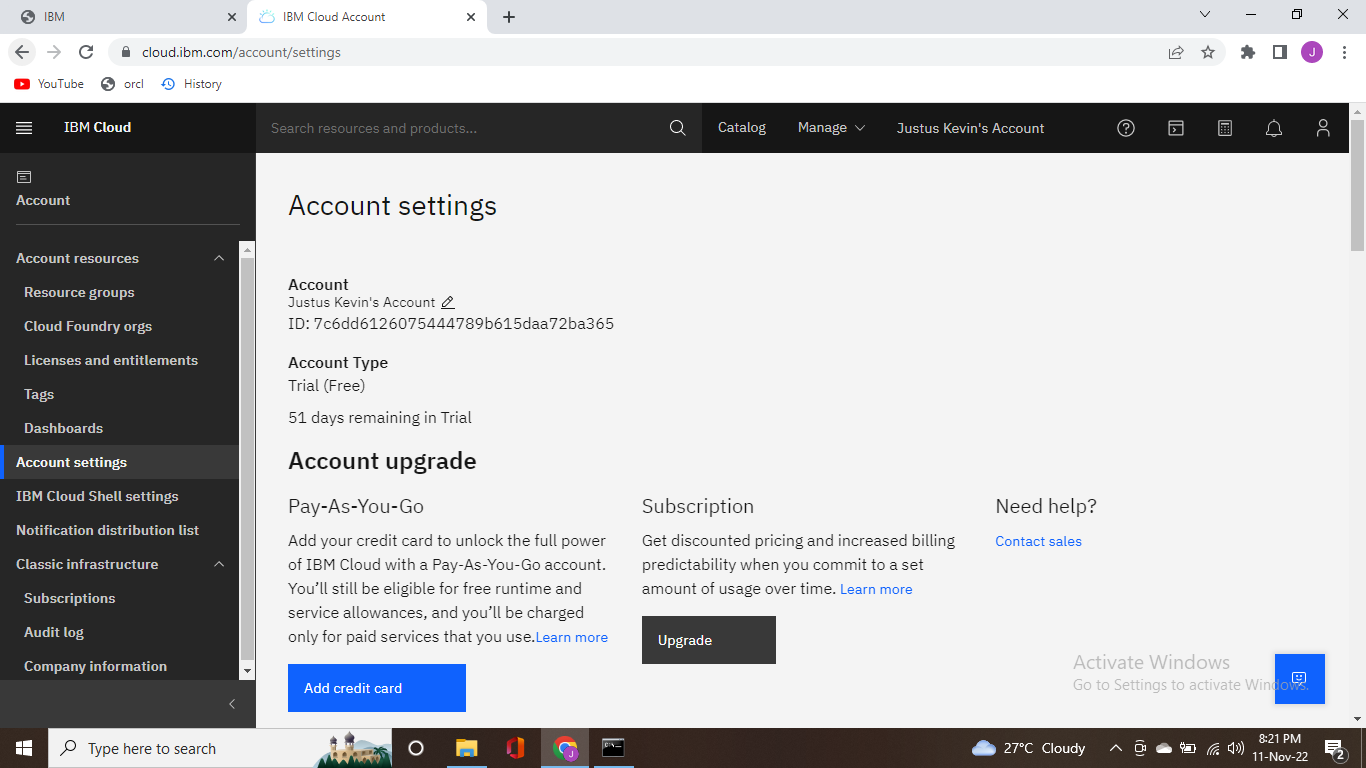 IBM
IBM Cloud Account
cloud.ibm.com/account/settings
J
YouTube
orcl
History
IBM Cloud
Search resources and products...
Catalog
Manage
Justus Kevin's Account
Account
Account resources
Resource groups
Cloud Foundry orgs
Licenses and entitlements
Tags
Dashboards
Account settings
IBM Cloud Shell settings
Notification distribution list
Classic infrastructure
Subscriptions
Audit log
Company information
Account settings
Account
Justus Kevin's Account
ID: 7c6dd6126075444789b615daa72ba365
Account Type
Trial (Free)
51 days remaining in Trial
Account upgrade
Pay-As-You-Go
Add your credit card to unlock the full power
of IBM Cloud with a Pay-As-You-Go account.
You’ll still be eligible for free runtime and
service allowances, and you’ll be charged
only for paid services that you use.Learn more
Add credit card
Subscription
Get discounted pricing and increased billing
predictability when you commit to a set
amount of usage over time. Learn more
Upgrade
Need help?
Contact sales
Activate Windows
Go to Settings to activate Windows.
Type here to search
J
27°C Cloudy
8:21 PM
11-Nov-22
2